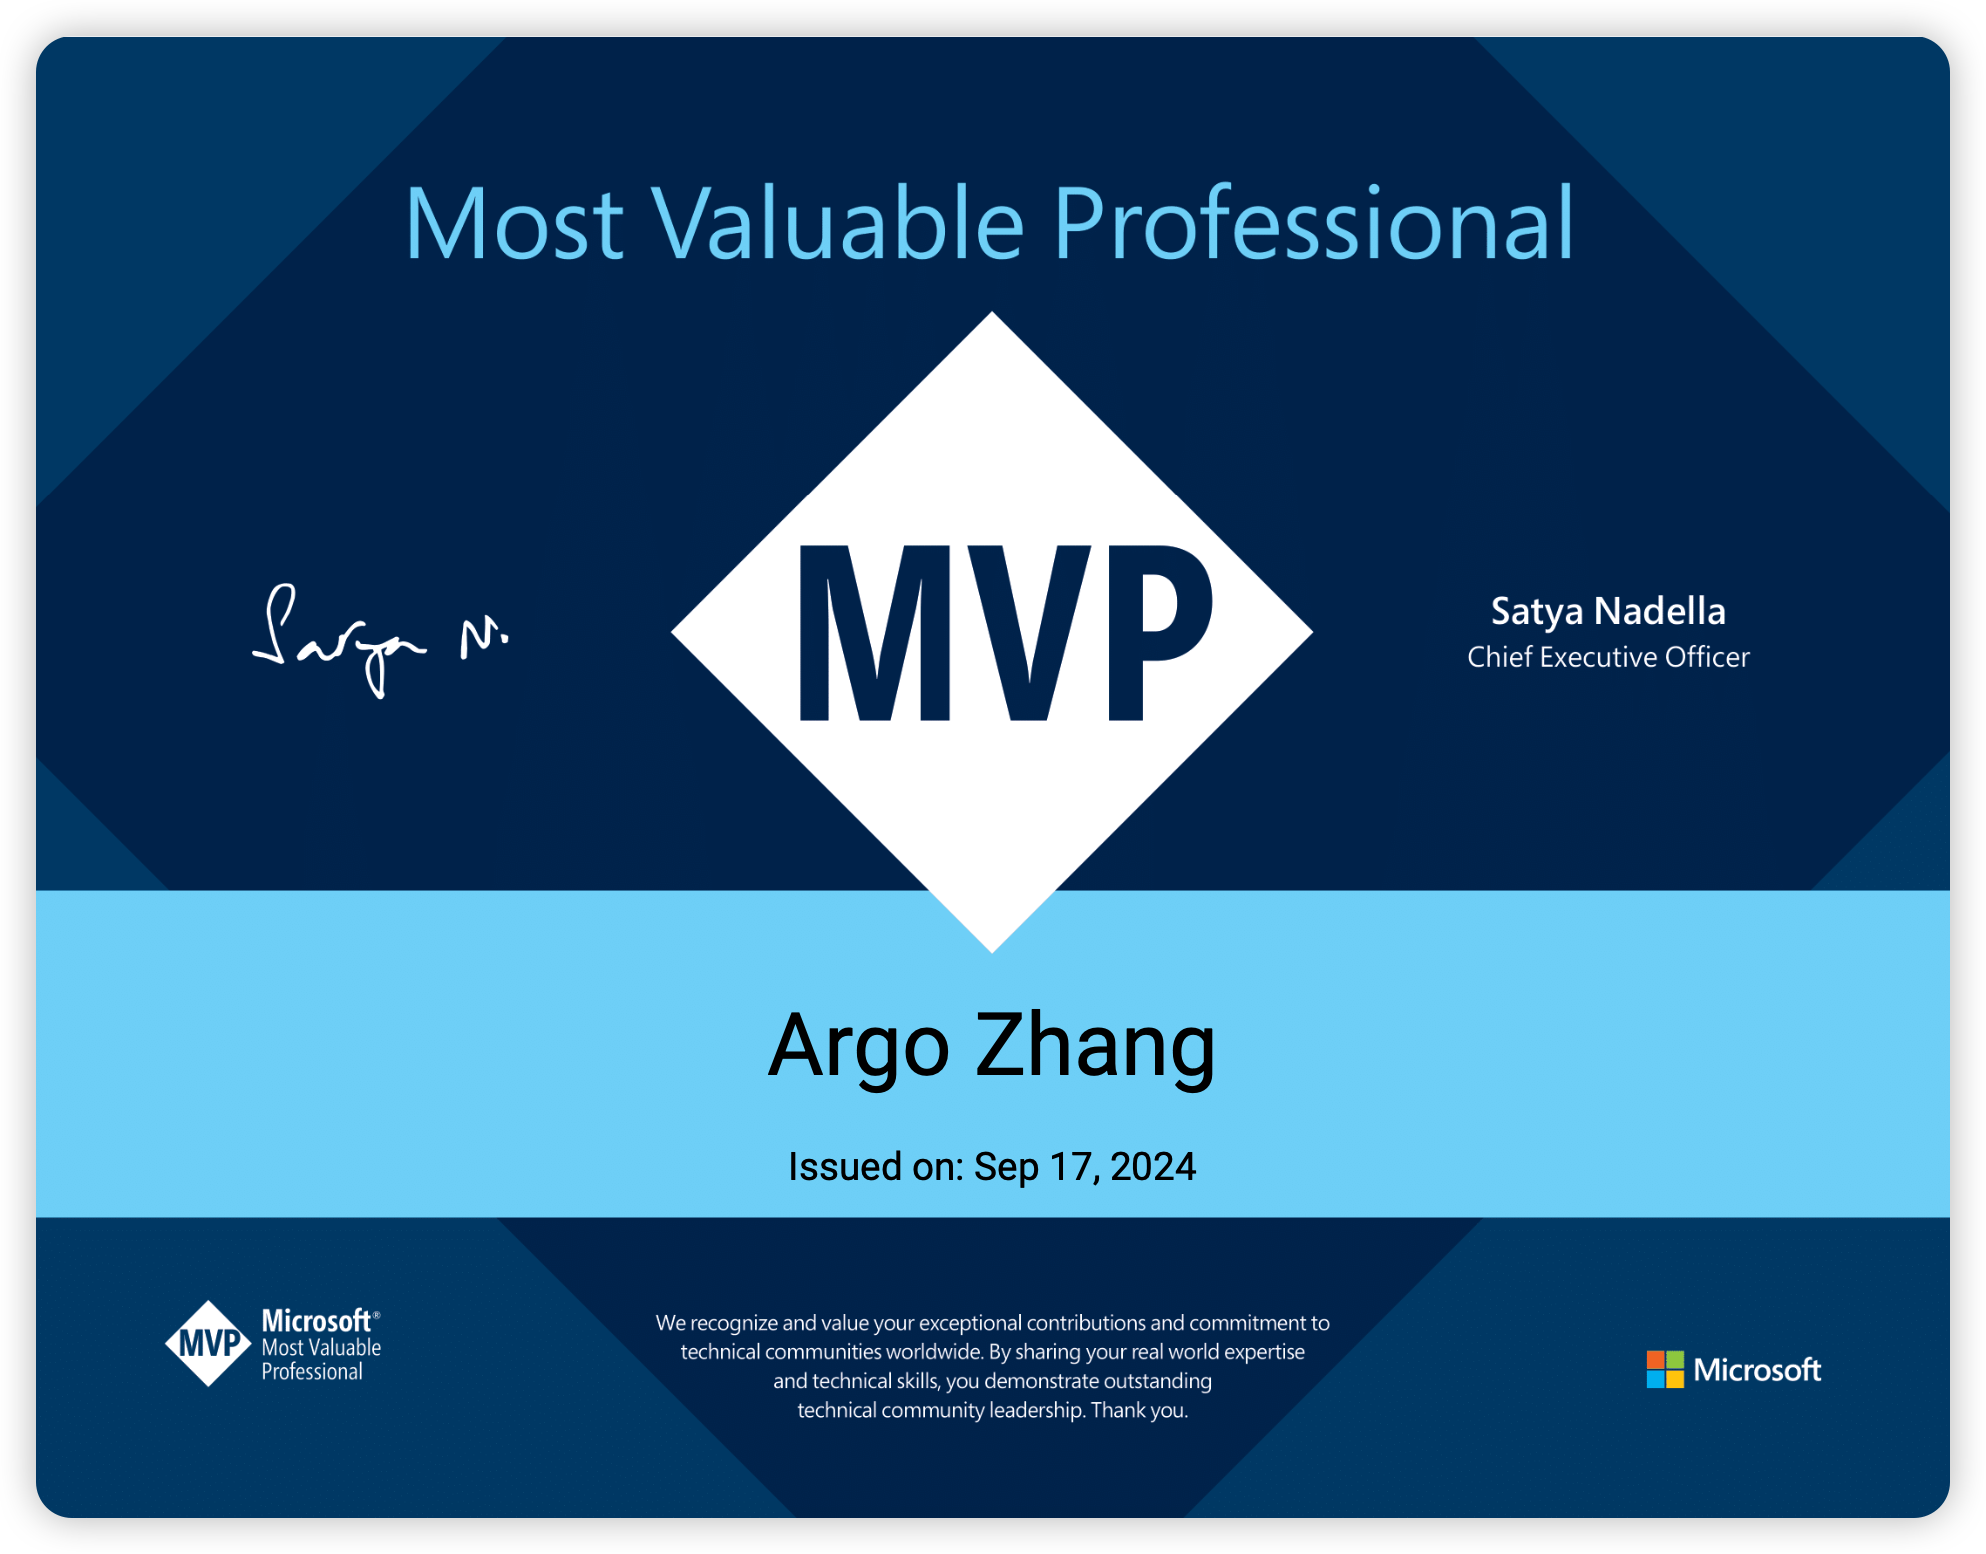 Most Valuable Professional
MVP
Satya N.
Satya Nadella
Chief Executive Officer
Argo Zhang
Issued on: Sep 17, 2024
MVP
Microsoft®
Most Valuable
Professional
We recognize and value your exceptional contributions and commitment to
technical communities worldwide. By sharing your real world expertise
and technical skills, you demonstrate outstanding
technical community leadership. Thank you.
Microsoft